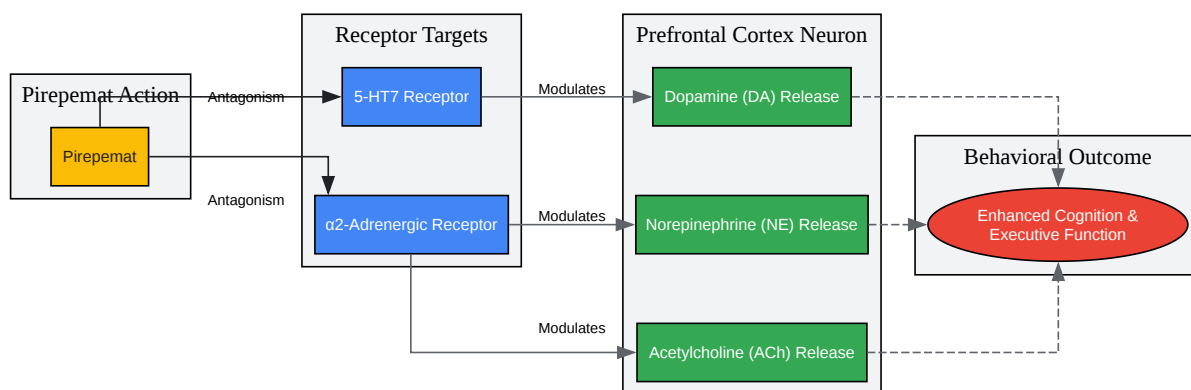 Pirepemat Action
Pirepemat
Antagonism
Antagonism
Receptor Targets
5-HT7 Receptor
α2-Adrenergic Receptor
Modulates
Modulates
Modulates
Prefrontal Cortex Neuron
Dopamine (DA) Release
Norepinephrine (NE) Release
Acetylcholine (ACh) Release
Behavioral Outcome
Enhanced Cognition &
Executive Function